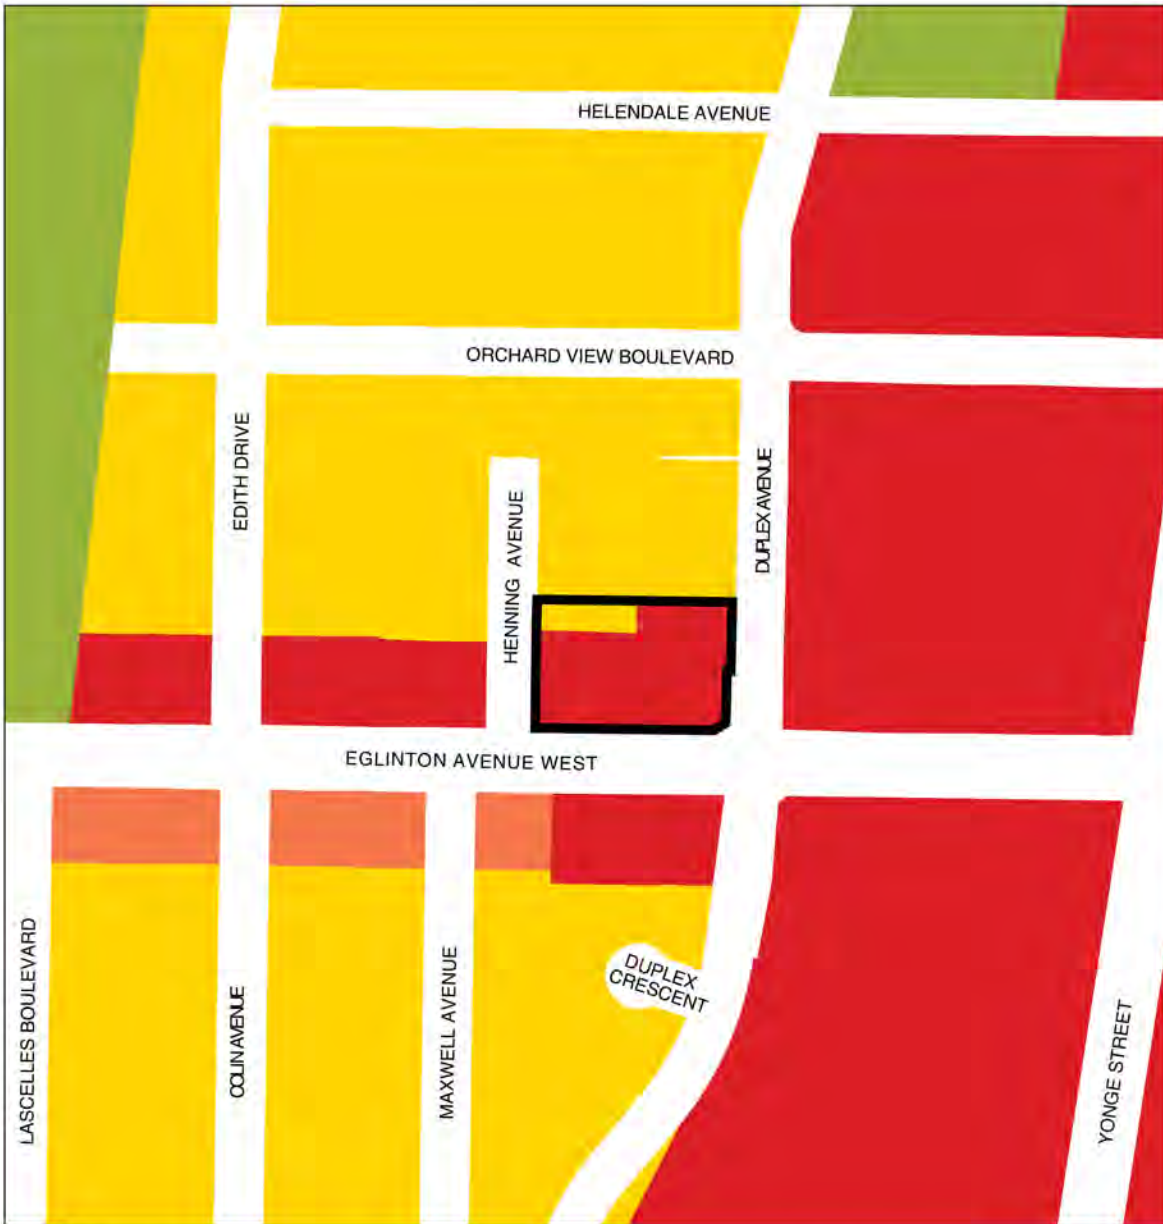 HELENDALE AVENUE
ORCHARD VIEW BOULEVARD
EDITH DRIVE
HENNING AVENUE
DUPLEX AVENUE
EGLINTON AVENUE WEST
LASCELLES BOULEVARD
COLIN AVENUE
MAXWELL AVENUE
DUPLEX
CRESCENT
YONGE STREET